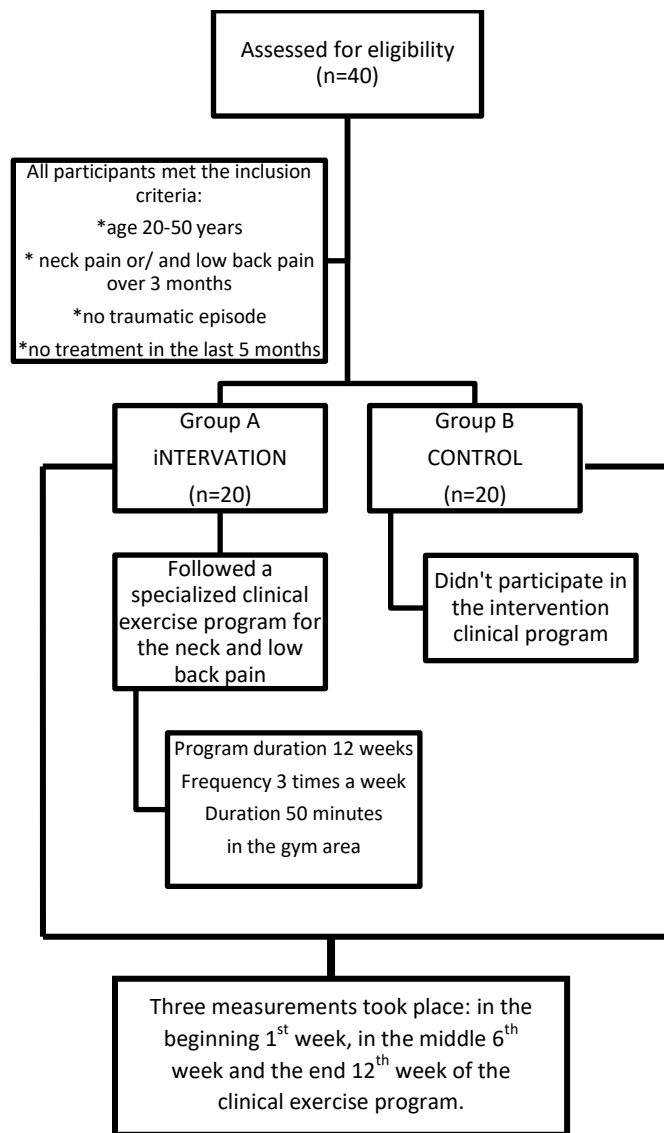 Assessed for eligibility
(n=40)
All participants met the inclusion
criteria:
*age 20-50 years
* neck pain or/ and low back pain
over 3 months
*no traumatic episode
*no treatment in the last 5 months
Group A
iNTERVATION
(n=20)
Group B
CONTROL
(n=20)
Followed a
specialized clinical
exercise program for
the neck and low
back pain
Didn't participate in
the intervention
clinical program
Program duration 12 weeks
Frequency 3 times a week
Duration 50 minutes
in the gym area
Three measurements took place: in the
beginning 1st week, in the middle 6th
week and the end 12th week of the
clinical exercise program.